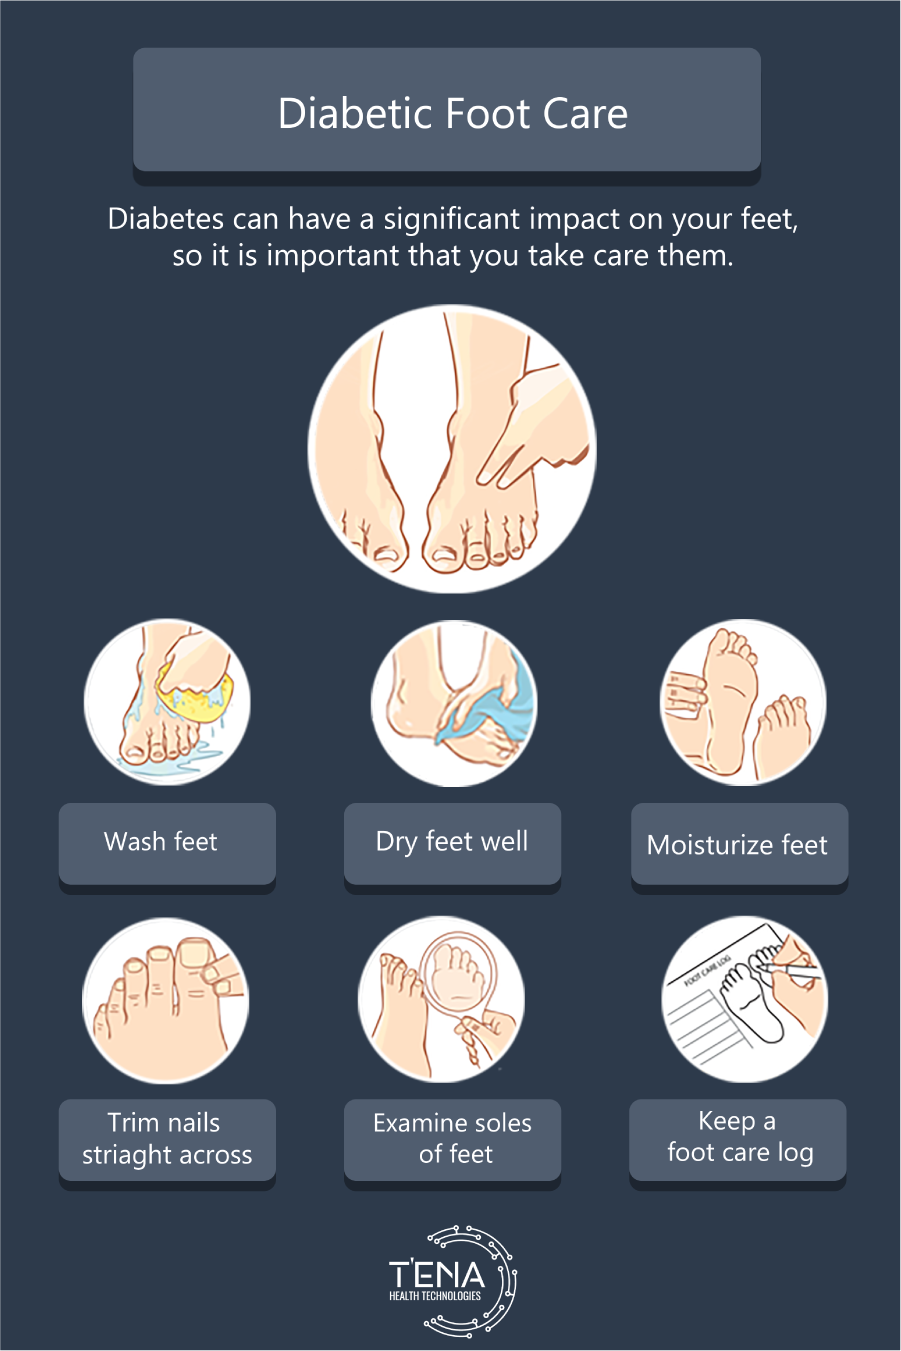 Diabetic Foot Care
Diabetes can have a significant impact on your feet,
so it is important that you take care them.
Wash feet
Dry feet well
Moisturize feet
FOOT CARE LOG
Trim nails
striaght across
Examine soles
of feet
Keep a
foot care log
T'ENA
HEALTH TECHNOLOGIES